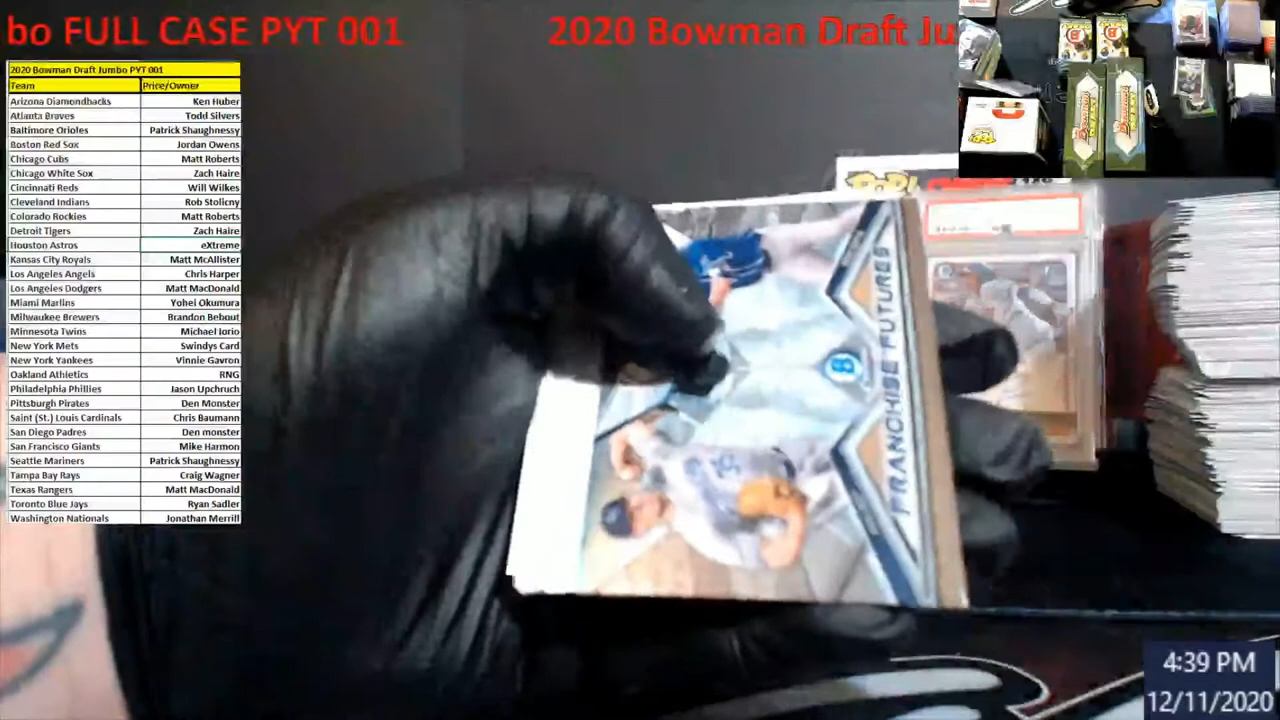 bo FULL CASE PYT 001 2020 Bowman Draft Ju
2020 Bowman Draft Jumbo PYT 001
Team Price/Owner
Arizona Diamondbacks Ken Huber
Atlanta Braves Todd Silvers
Baltimore Orioles Patrick Shaughnessy
Boston Red Sox Jordan Owens
Chicago Cubs Matt Roberts
Chicago White Sox Zach Haire
Cincinnati Reds Will Wilkes
Cleveland Indians Rob Stolicny
Colorado Rockies Matt Roberts
Detroit Tigers Zach Haire
Houston Astros eXtreme
Kansas City Royals Matt McAllister
Los Angeles Angels Chris Harper
Los Angeles Dodgers Matt MacDonald
Miami Marlins Yohei Okumura
Milwaukee Brewers Brandon Bebout
Minnesota Twins Michael Iorio
New York Mets Swindys Card
New York Yankees Vinnie Gavron
Oakland Athletics RNG
Philadelphia Phillies Jason Upchruch
Pittsburgh Pirates Den Monster
Saint (St.) Louis Cardinals Chris Baumann
San Diego Padres Den monster
San Francisco Giants Mike Harmon
Seattle Mariners Patrick Shaughnessy
Tampa Bay Rays Craig Wagner
Texas Rangers Matt MacDonald
Toronto Blue Jays Ryan Sadler
Washington Nationals Jonathan Merrill
FRANCHISE FUTURES
B
4:39 PM
12/11/2020